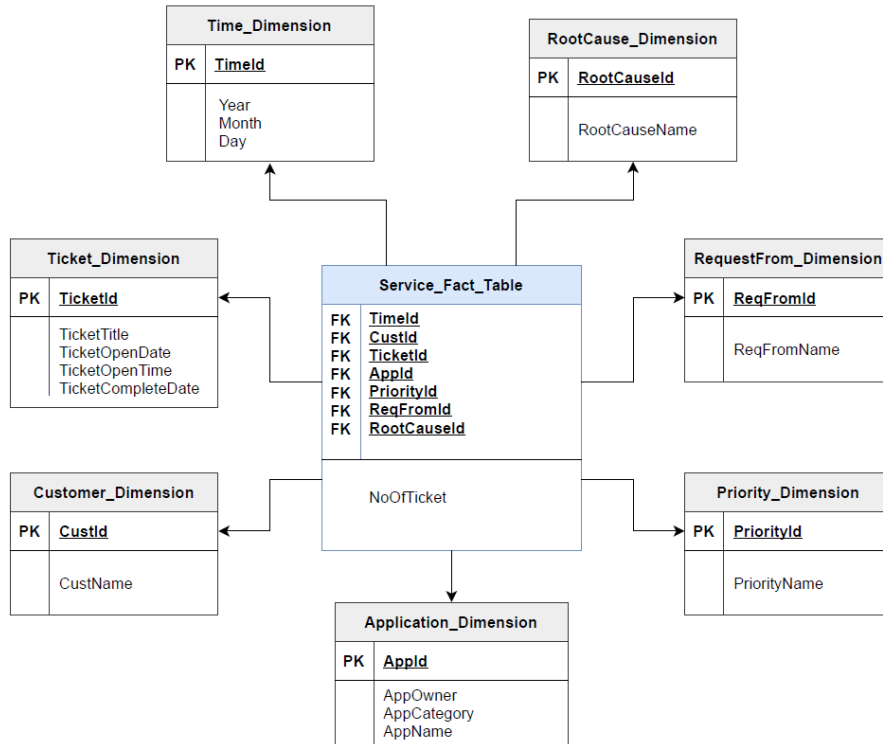 Time_Dimension
PK TimeId
Year
Month
Day
RootCause_Dimension
PK RootCauseId
RootCauseName
Ticket_Dimension
PK TicketId
TicketTitle
TicketOpenDate
TicketOpenTime
TicketCompleteDate
Service_Fact_Table
FK TimeId
FK CustId
FK TicketId
FK AppId
FK PriorityId
FK ReqFromId
FK RootCauseId
NoOfTicket
RequestFrom_Dimension
PK ReqFromId
ReqFromName
Customer_Dimension
PK CustId
CustName
Priority_Dimension
PK PriorityId
PriorityName
Application_Dimension
PK AppId
AppOwner
AppCategory
AppName